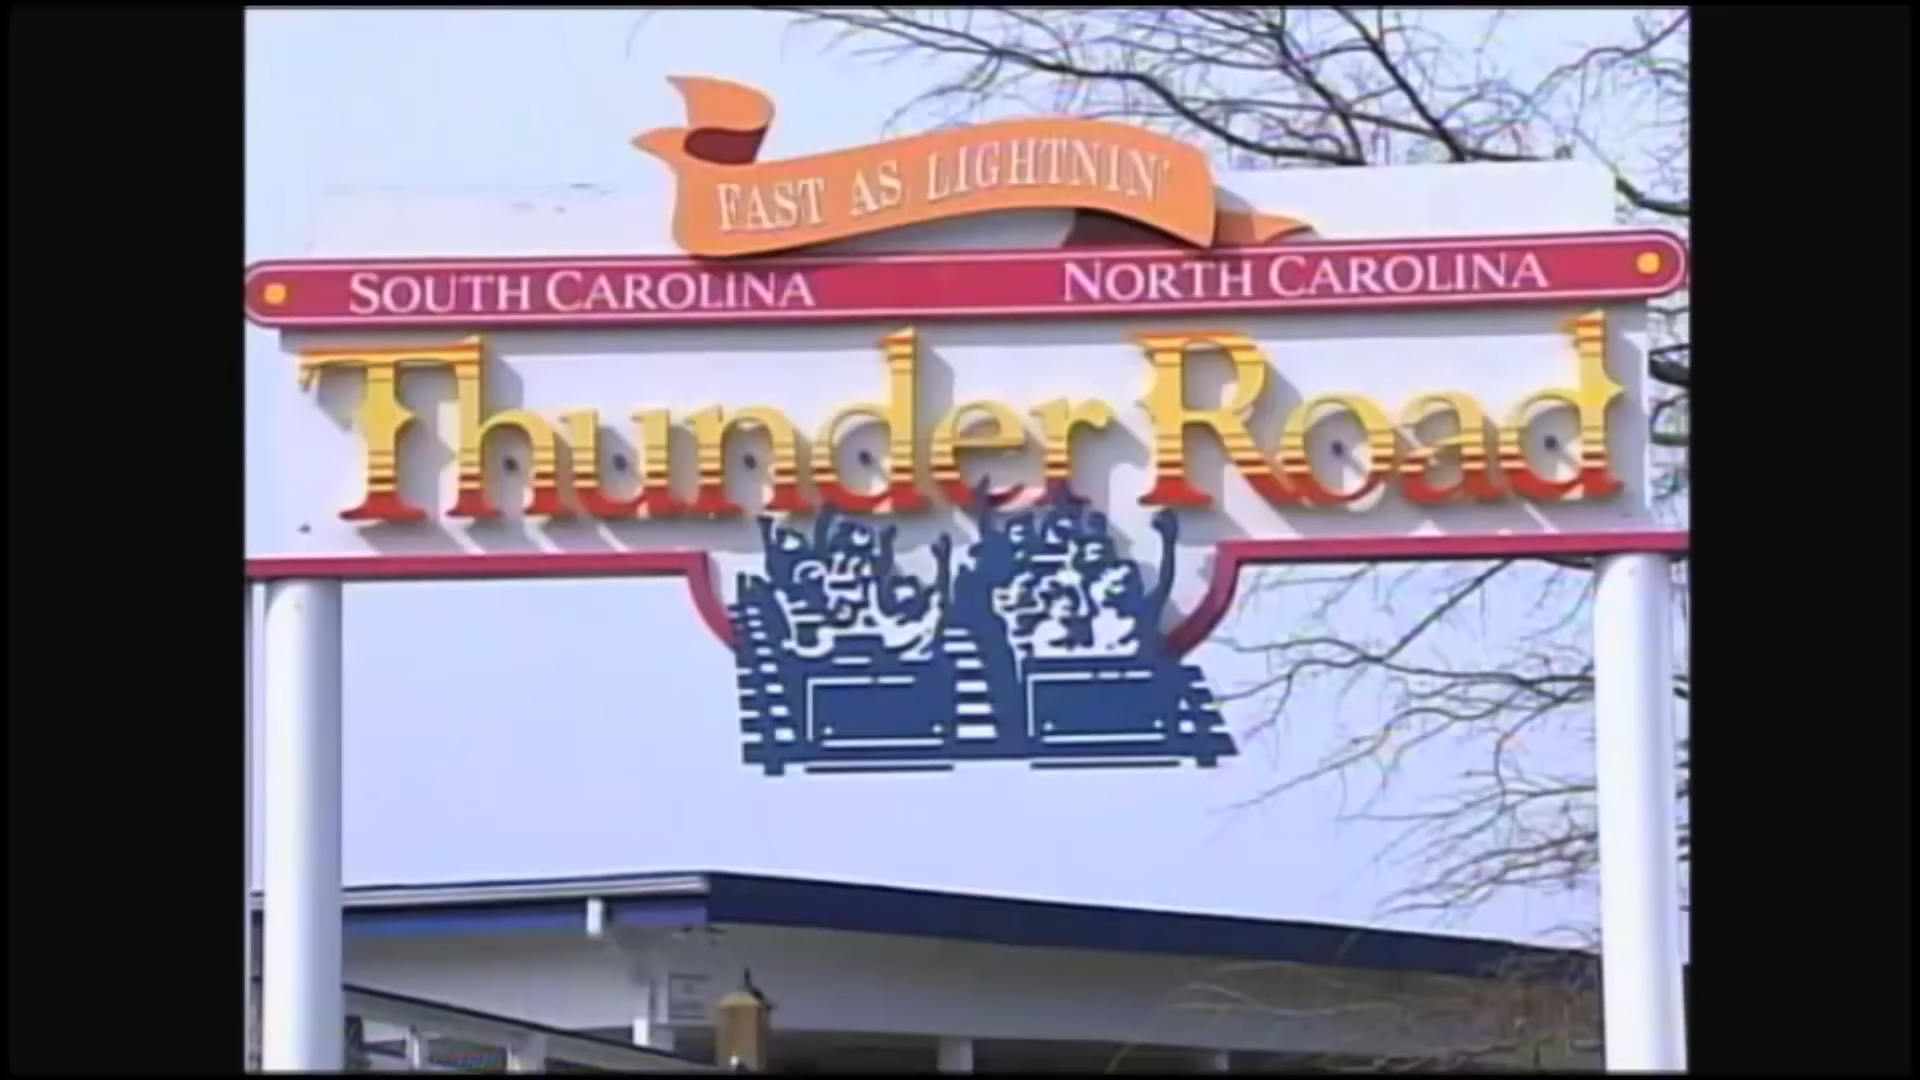 FAST AS LIGHTNIN'
SOUTH CAROLINA NORTH CAROLINA
Thunder Road